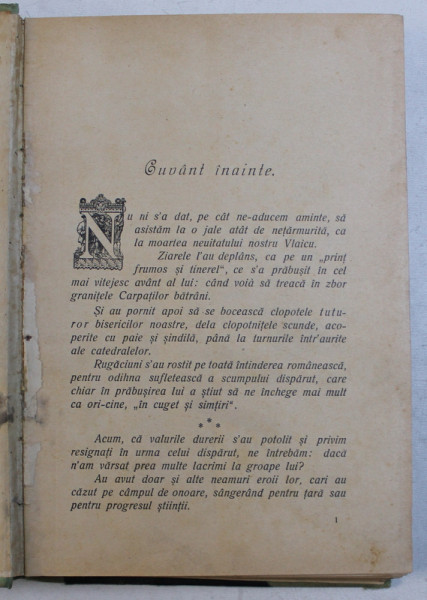 Cuvânt înainte.
Nu ni s'a dat, pe cât ne-aducem aminte, să
asistăm la o jale atât de nețărmurită, ca
la moartea neuitatului nostru Vlaicu.
Ziarele l'au deplâns, ca pe un „prinț
frumos și tinerel“, ce s'a prăbușit în cel
mai vitejesc avânt al lui: când voiă să treacă în zbor
granițele Carpaților bătrâni.
Și au pornit apoi să se bocească clopotele tutu-
ror bisericilor noastre, dela clopotnițele scunde, aco-
perite cu paie și șindilă, până la turnurile într'aurite
ale catedralelor.
Rugăciuni s'au rostit pe toată întinderea românească,
pentru odihna sufletească a scumpului dispărut, care
chiar în prăbușirea lui a știut să ne închege mai mult
ca ori-cine, „în cuget și simțiri“.
* * *
Acum, că valurile durerii s'au potolit și privim
resignați în urma celui dispărut, ne întrebăm: dacă
n'am vărsat prea multe lacrimi la groapa lui?
Au avut doar și alte neamuri eroii lor, cari au
căzut pe câmpul de onoare, sângerând pentru țară sau
pentru progresul științii.
1